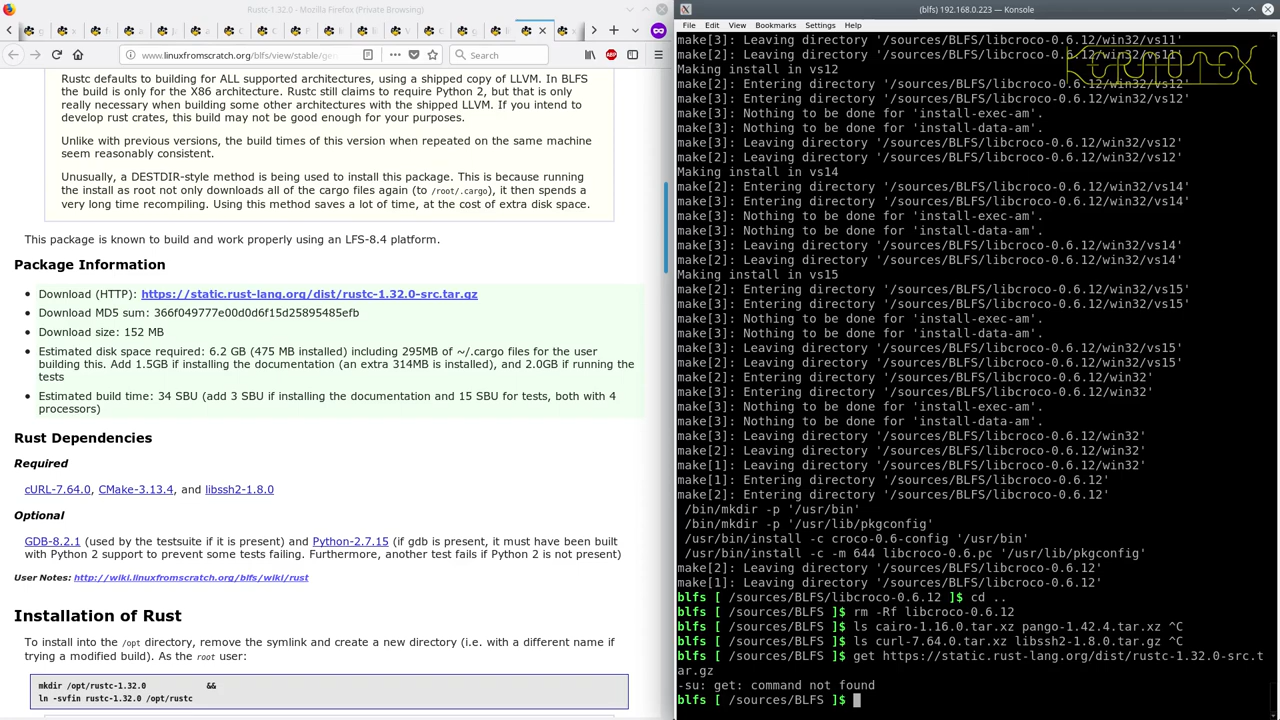 Rustc-1.32.0 - Mozilla Firefox (Private Browsing)
www.linuxfromscratch.org/blfs/view/stable/ge
Search
Rustc defaults to building for ALL supported architectures, using a shipped copy of LLVM. In BLFS
the build is only for the X86 architecture. Rust still claims to require Python 2, but that is only
really necessary when building some other architectures with the shipped LLVM. If you intend to
develop rust crates, this build may not be good enough for your purposes.
Unlike with previous versions, the build times of this version when repeated on the same machine
seem reasonably consistent.
Unusually, a DESTDIR-style method is being used to install this package. This is because running
the install as root not only downloads all of the cargo files again (to /root/.cargo), it then spends a
very long time recompiling. Using this method saves a lot of time, at the cost of extra disk space.
This package is known to build and work properly using an LFS-8.4 platform.
Package Information
• Download (HTTP): https://static.rust-lang.org/dist/rustc-1.32.0-src.tar.gz
• Download MD5 sum: 366f049777e00d0d6f15d25895485efb
• Download size: 152 MB
• Estimated disk space required: 6.2 GB (475 MB installed) including 295MB of ~/.cargo files for the user
building this. Add 1.5GB if installing the documentation (an extra 314MB is installed), and 2.0GB if running the
tests
• Estimated build time: 34 SBU (add 3 SBU if installing the documentation and 15 SBU for tests, both with 4
processors)
Rust Dependencies
Required
cURL-7.64.0, CMake-3.13.4, and libssh2-1.8.0
Optional
GDB-8.2.1 (used by the testsuite if it is present) and Python-2.7.15 (if gdb is present, it must have been built
with Python 2 support to prevent some tests failing. Furthermore, another test fails if Python 2 is not present)
User Notes: http://wiki.linuxfromscratch.org/blfs/wiki/rust
Installation of Rust
To install into the /opt directory, remove the symlink and create a new directory (i.e. with a different name if
trying a modified build). As the root user:
mkdir /opt/rustc-1.32.0 &&
ln -svfin rustc-1.32.0 /opt/rustc
(blfs) 192.168.0.223 — Konsole
File Edit View Bookmarks Settings Help
make[3]: Leaving directory '/sources/BLFS/libcroco-0.6.12/win32/vs11'
make[2]: Leaving directory '/sources/BLFS/libcroco-0.6.12/win32/vs11'
Making install in vs12
make[2]: Entering directory '/sources/BLFS/libcroco-0.6.12/win32/vs12'
make[3]: Entering directory '/sources/BLFS/libcroco-0.6.12/win32/vs12'
make[3]: Nothing to be done for 'install-exec-am'.
make[3]: Nothing to be done for 'install-data-am'.
make[3]: Leaving directory '/sources/BLFS/libcroco-0.6.12/win32/vs12'
make[2]: Leaving directory '/sources/BLFS/libcroco-0.6.12/win32/vs12'
Making install in vs14
make[2]: Entering directory '/sources/BLFS/libcroco-0.6.12/win32/vs14'
make[3]: Entering directory '/sources/BLFS/libcroco-0.6.12/win32/vs14'
make[3]: Nothing to be done for 'install-exec-am'.
make[3]: Nothing to be done for 'install-data-am'.
make[3]: Leaving directory '/sources/BLFS/libcroco-0.6.12/win32/vs14'
make[2]: Leaving directory '/sources/BLFS/libcroco-0.6.12/win32/vs14'
Making install in vs15
make[2]: Entering directory '/sources/BLFS/libcroco-0.6.12/win32/vs15'
make[3]: Entering directory '/sources/BLFS/libcroco-0.6.12/win32/vs15'
make[3]: Nothing to be done for 'install-exec-am'.
make[3]: Nothing to be done for 'install-data-am'.
make[3]: Leaving directory '/sources/BLFS/libcroco-0.6.12/win32/vs15'
make[2]: Leaving directory '/sources/BLFS/libcroco-0.6.12/win32/vs15'
make[2]: Entering directory '/sources/BLFS/libcroco-0.6.12/win32'
make[3]: Entering directory '/sources/BLFS/libcroco-0.6.12/win32'
make[3]: Nothing to be done for 'install-exec-am'.
make[3]: Nothing to be done for 'install-data-am'.
make[3]: Leaving directory '/sources/BLFS/libcroco-0.6.12/win32'
make[2]: Leaving directory '/sources/BLFS/libcroco-0.6.12/win32'
make[1]: Leaving directory '/sources/BLFS/libcroco-0.6.12/win32'
make[1]: Entering directory '/sources/BLFS/libcroco-0.6.12'
make[2]: Entering directory '/sources/BLFS/libcroco-0.6.12'
/bin/mkdir -p '/usr/bin'
/bin/mkdir -p '/usr/lib/pkgconfig'
/usr/bin/install -c croco-0.6-config '/usr/bin'
/usr/bin/install -c -m 644 libcroco-0.6.pc '/usr/lib/pkgconfig'
make[2]: Leaving directory '/sources/BLFS/libcroco-0.6.12'
make[1]: Leaving directory '/sources/BLFS/libcroco-0.6.12'
blfs [ /sources/BLFS/libcroco-0.6.12 ]$ cd ..
blfs [ /sources/BLFS ]$ rm -Rf libcroco-0.6.12
blfs [ /sources/BLFS ]$ ls cairo-1.16.0.tar.xz pango-1.42.4.tar.xz ^C
blfs [ /sources/BLFS ]$ ls curl-7.64.0.tar.xz libssh2-1.8.0.tar.gz ^C
blfs [ /sources/BLFS ]$ get https://static.rust-lang.org/dist/rustc-1.32.0-src.t
ar.gz
-su: get: command not found
blfs [ /sources/BLFS ]$